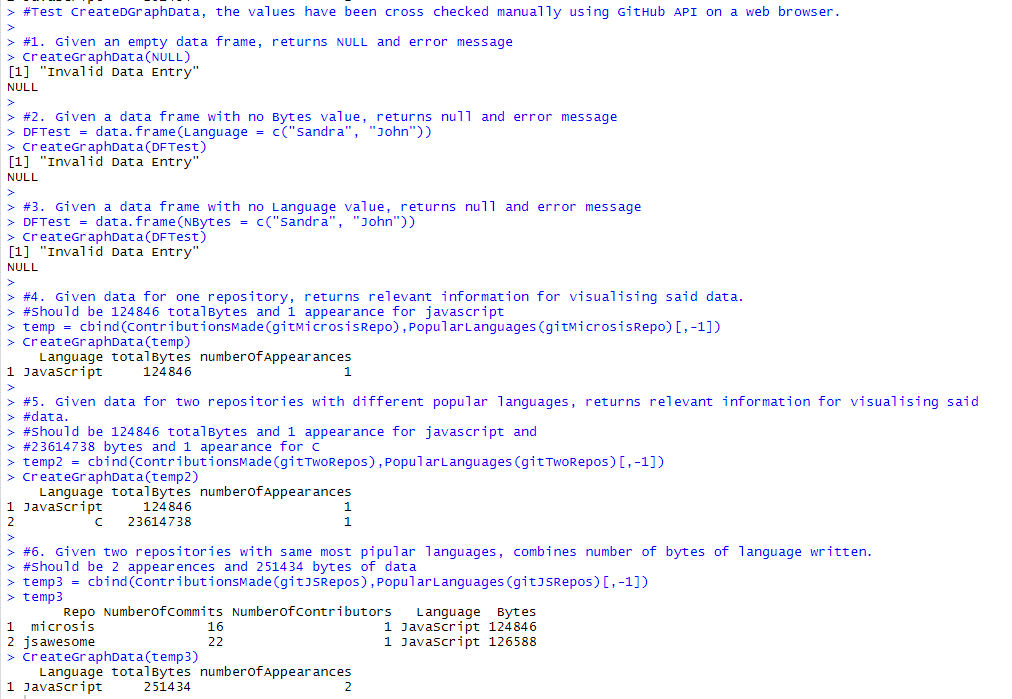 > #Test CreateDGraphData, the values have been cross checked manually using GitHub API on a web browser.
>
> #1. Given an empty data frame, returns NULL and error message
> CreateGraphData(NULL)
[1] "Invalid Data Entry"
NULL
>
> #2. Given a data frame with no Bytes value, returns null and error message
> DFTest = data.frame(Language = c("Sandra", "John"))
> CreateGraphData(DFTest)
[1] "Invalid Data Entry"
NULL
>
> #3. Given a data frame with no Language value, returns null and error message
> DFTest = data.frame(NBytes = c("Sandra", "John"))
> CreateGraphData(DFTest)
[1] "Invalid Data Entry"
NULL
>
> #4. Given data for one repository, returns relevant information for visualising said data.
> #Should be 124846 totalBytes and 1 appearance for javascript
> temp = cbind(ContributionsMade(gitMicrosisRepo),PopularLanguages(gitMicrosisRepo)[,-1])
> CreateGraphData(temp)
    Language totalBytes numberOfAppearances
1 JavaScript     124846                   1
>
> #5. Given data for two repositories with different popular languages, returns relevant information for visualising said
> #data.
> #Should be 124846 totalBytes and 1 appearance for javascript and
> #23614738 bytes and 1 apearance for C
> temp2 = cbind(ContributionsMade(gitTwoRepos),PopularLanguages(gitTwoRepos)[,-1])
> CreateGraphData(temp2)
    Language totalBytes numberOfAppearances
1 JavaScript     124846                   1
2          C   23614738                   1
>
> #6. Given two repositories with same most pipular languages, combines number of bytes of language written.
> #Should be 2 appearences and 251434 bytes of data
> temp3 = cbind(ContributionsMade(gitJSRepos),PopularLanguages(gitJSRepos)[,-1])
> temp3
       Repo NumberOfCommits NumberOfContributors   Language  Bytes
1  microsis              16                    1 JavaScript 124846
2 jsawesome              22                    1 JavaScript 126588
> CreateGraphData(temp3)
    Language totalBytes numberOfAppearances
1 JavaScript     251434                   2